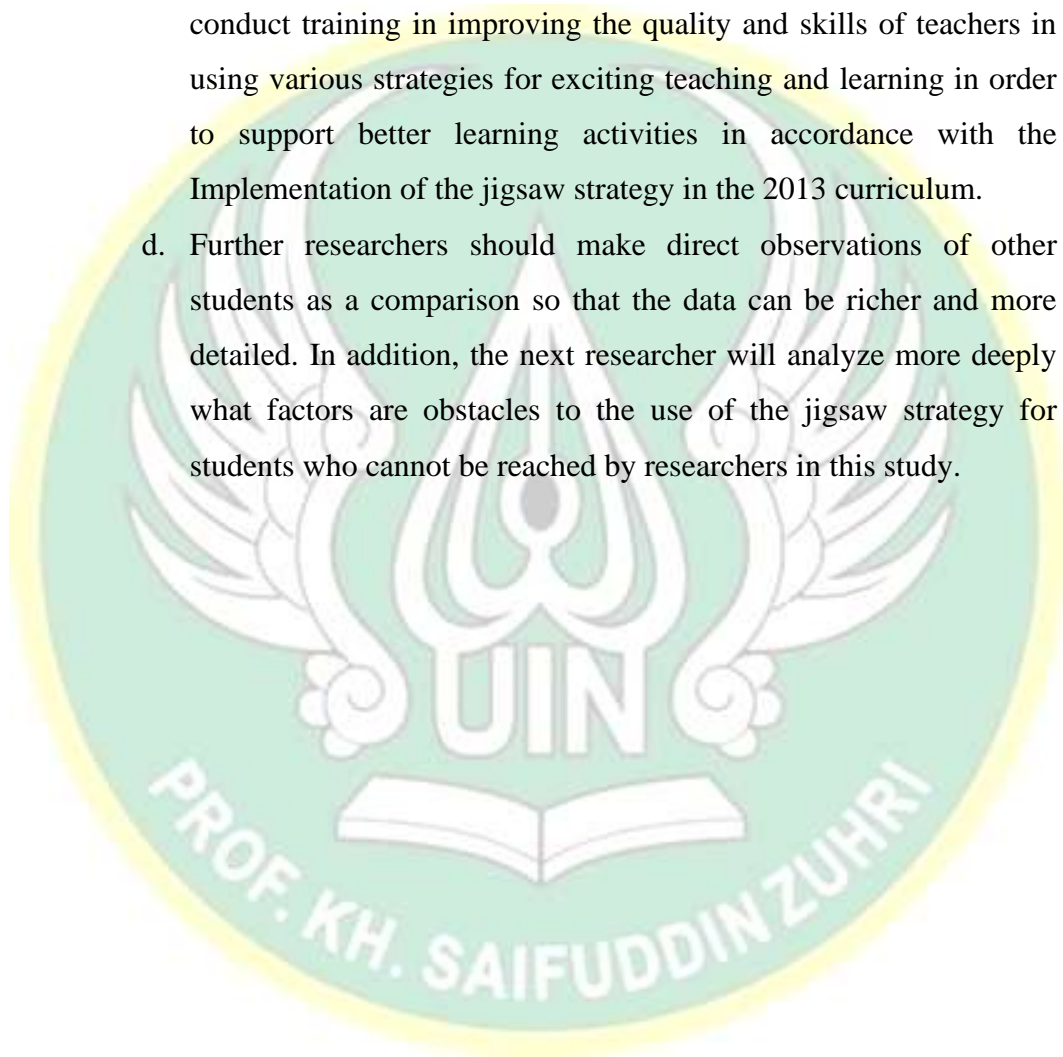 conduct training in improving the quality and skills of teachers in
using various strategies for exciting teaching and learning in order
to support better learning activities in accordance with the
Implementation of the jigsaw strategy in the 2013 curriculum.
d. Further researchers should make direct observations of other
students as a comparison so that the data can be richer and more
detailed. In addition, the next researcher will analyze more deeply
what factors are obstacles to the use of the jigsaw strategy for
students who cannot be reached by researchers in this study.
UIN
PROF. KH. SAIFUDDIN ZUHRI